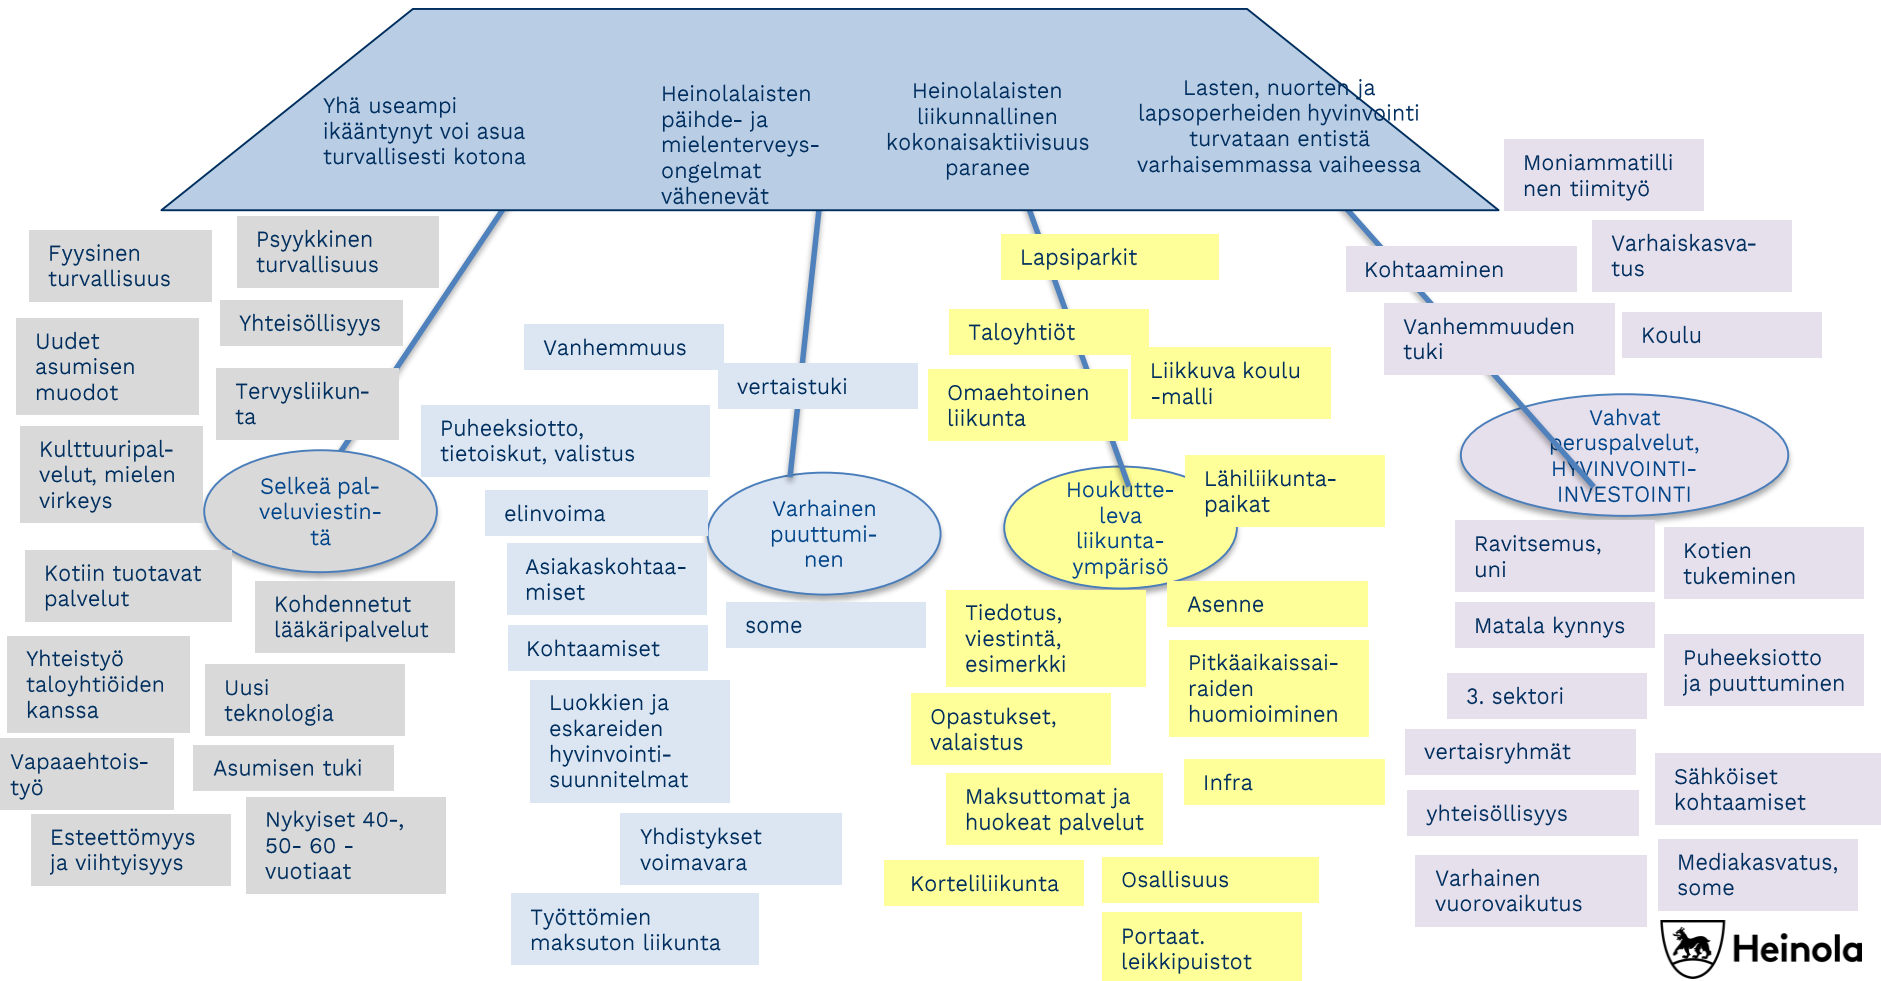 Yhä useampi
ikääntynyt voi asua
turvallisesti kotona
Heinolalaisten
päihde- ja
mielenterveys-
ongelmat
vähenevät
Heinolalaisten
liikunnallinen
kokonaisaktiivisuus
paranee
Lasten, nuorten ja
lapsoperheiden hyvinvointi
turvataan entistä
varhaisemmassa vaiheessa
Fyysinen
turvallisuus
Psyykkinen
turvallisuus
Yhteisöllisyys
Uudet
asumisen
muodot
Tervysliikun-
ta
Kulttuuripal-
velut, mielen
virkeys
Selkeä pal-
veluviestin-
tä
Kotiin tuotavat
palvelut
Kohdennetut
lääkäripalvelut
Yhteistyö
taloyhtiöiden
kanssa
Uusi
teknologia
Vapaaehtois-
työ
Asumisen tuki
Esteettömyys
ja viihtyisyys
Nykyiset 40-,
50- 60 -
vuotiaat
Vanhemmuus
vertaistuki
Puheeksiotto,
tietoiskut, valistus
elinvoima
Varhainen
puuttumi-
nen
Asiakaskohtaa-
miset
some
Kohtaamiset
Luokkien ja
eskareiden
hyvinvointi-
suunnitelmat
Yhdistykset
voimavara
Työttömien
maksuton liikunta
Lapsiparkit
Taloyhtiöt
Liikkuva koulu
-malli
Omaehtoinen
liikunta
Lähiliikunta-
paikat
Houkutte-
leva
liikunta-
ympärisö
Tiedotus,
viestintä,
esimerkki
Asenne
Pitkäaikaissai-
raiden
huomioiminen
Opastukset,
valaistus
Infra
Maksuttomat ja
huokeat palvelut
Korteliliikunta
Osallisuus
Portaat.
leikkipuistot
Moniammatilli
nen tiimityö
Varhaiskasva-
tus
Kohtaaminen
Vanhemmuuden
tuki
Koulu
Vahvat
peruspalvelut,
HYVINVOINTI-
INVESTOINTI
Ravitsemus,
uni
Kotien
tukeminen
Matala kynnys
Puheeksiotto
ja puuttuminen
3. sektori
vertaisryhmät
Sähköiset
kohtaamiset
yhteisöllisyys
Varhainen
vuorovaikutus
Mediakasvatus,
some
Heinola